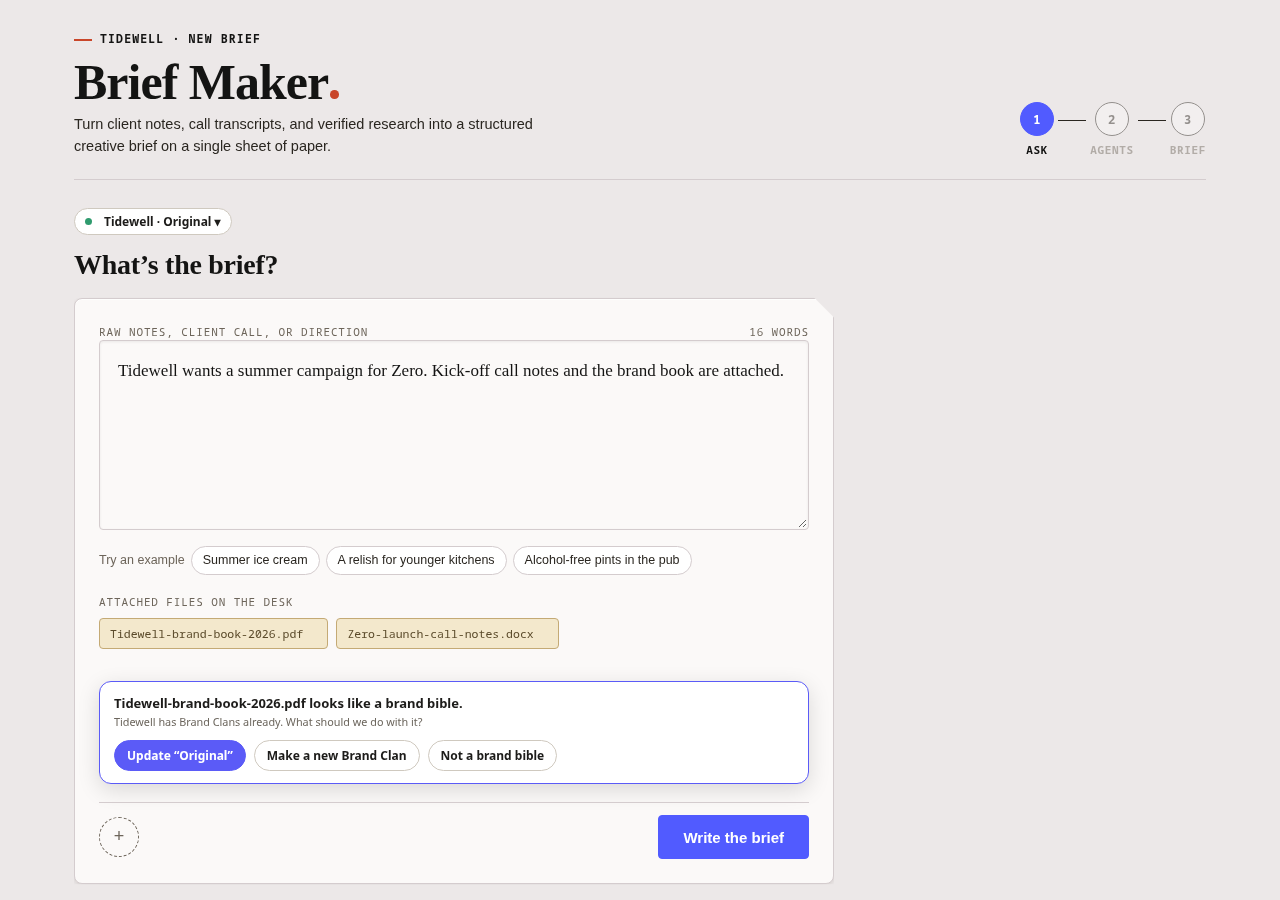 TIDEWELL · NEW BRIEF
Brief Maker.
Turn client notes, call transcripts, and verified research into a structured
creative brief on a single sheet of paper.
1
2
3
ASK
AGENTS
BRIEF
Tidewell · Original ▾
What’s the brief?
RAW NOTES, CLIENT CALL, OR DIRECTION
16 WORDS
Tidewell wants a summer campaign for Zero. Kick-off call notes and the brand book are attached.
Try an example
Summer ice cream
A relish for younger kitchens
Alcohol-free pints in the pub
ATTACHED FILES ON THE DESK
Tidewell-brand-book-2026.pdf
Zero-launch-call-notes.docx
Tidewell-brand-book-2026.pdf looks like a brand bible.
Tidewell has Brand Clans already. What should we do with it?
Update “Original”
Make a new Brand Clan
Not a brand bible
+
Write the brief